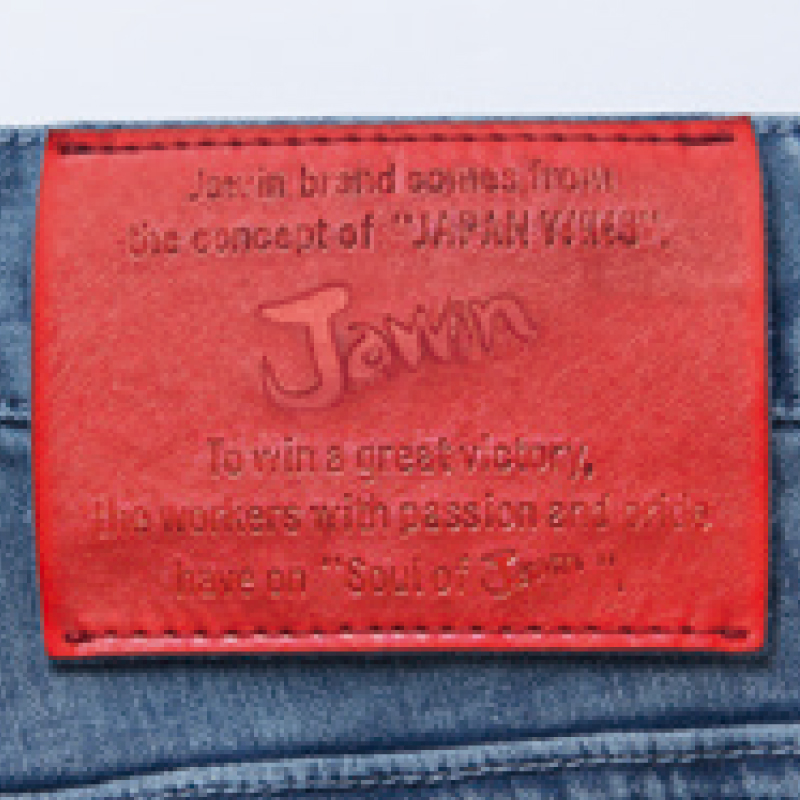 Jawin brand comes from
the concept of "JAPAN WIND".
Jawin
To win a great victory,
the workers with passion and pride
have on "Soul of Jawin".